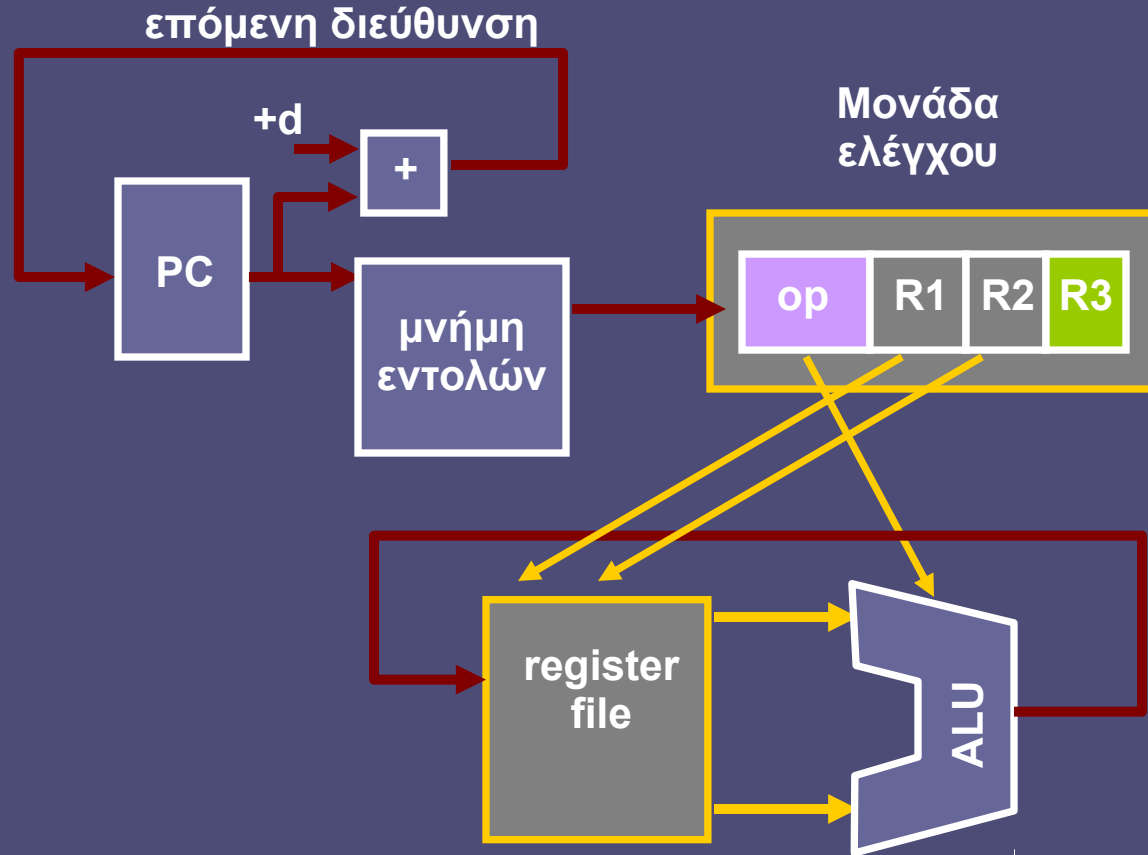 επόμενη διεύθυνση
+d
+
PC
μνήμη
εντολών
Μονάδα
ελέγχου
op R1 R2 R3
register
file
ALU